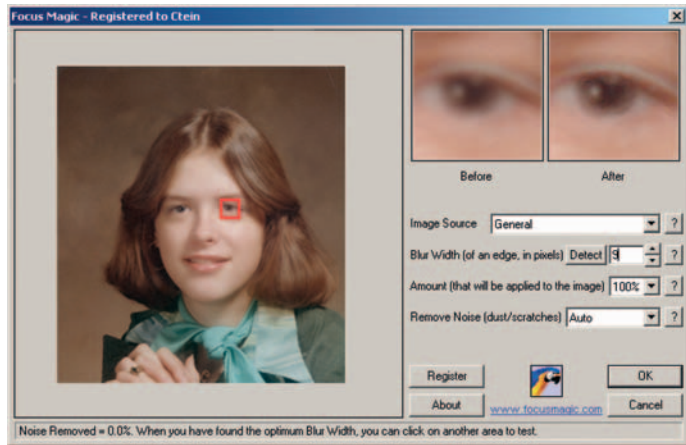 Focus Magic - Registered to Ctein
Before After
Image Source General ?
Blur Width (of an edge, in pixels) Detect 9 ?
Amount (that will be applied to the image) 100% ?
Remove Noise (dust/scratches) Auto ?
Register OK
About www.focusmagic.com Cancel
Noise Removed = 0.0%. When you have found the optimum Blur Width, you can click on another area to test.